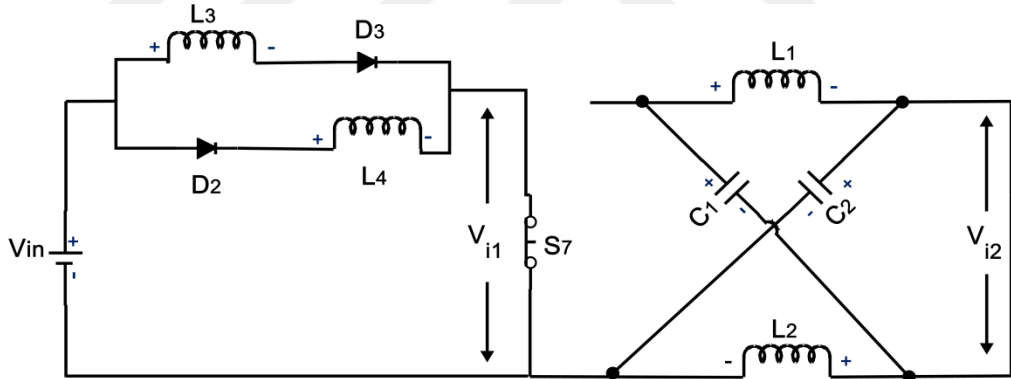 L3
D3
L1
+ -
+ -
+ -
D2
L4
C1
C2
+ -
+ -
Vin
+
-
Vi1
S7
Vi2
L2
- +